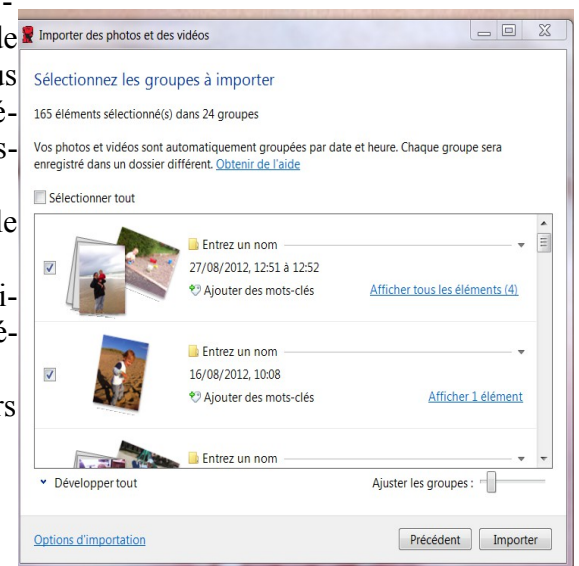 Importer des photos et des vidéos
Sélectionnez les groupes à importer
165 éléments sélectionné(s) dans 24 groupes
Vos photos et vidéos sont automatiquement groupées par date et heure. Chaque groupe sera
enregistré dans un dossier différent. Obtenir de l'aide
Sélectionner tout
Entrez un nom
27/08/2012, 12:51 à 12:52
Ajouter des mots-clés Afficher tous les éléments (4)
Entrez un nom
16/08/2012, 10:08
Ajouter des mots-clés Afficher 1 élément
Entrez un nom
Développer tout Ajuster les groupes :
Options d'importation Précédent Importer